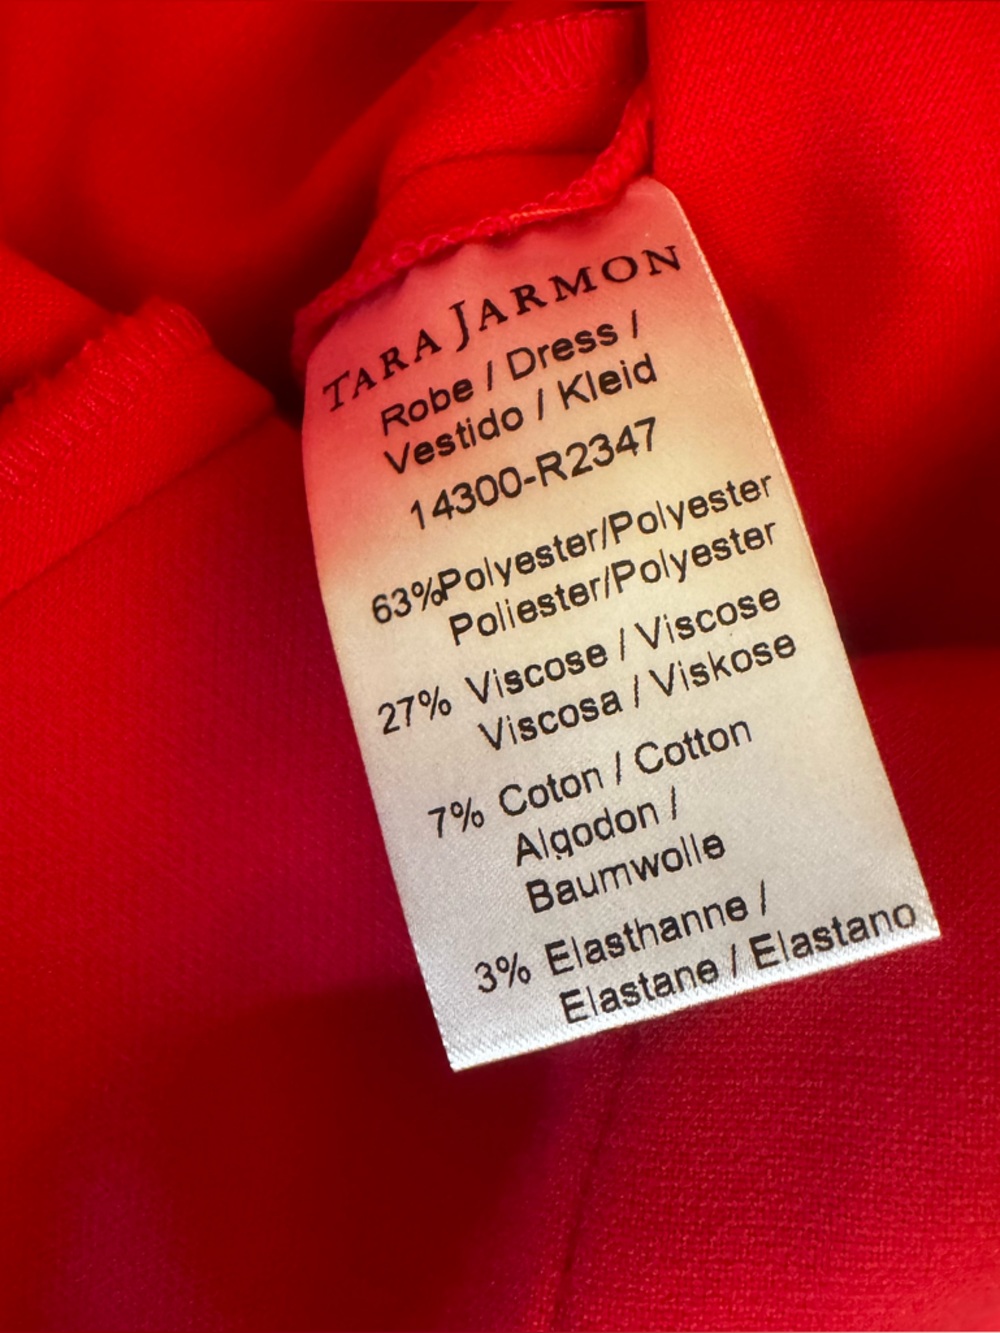 TARA JARMON
Robe / Dress /
Vestido / Kleid
14300-R2347
63%Polyester/Polyester
Poliester/Polyester
27% Viscose / Viscose
Viscosa / Viskose
7% Coton / Cotton
Algodon /
Baumwolle
3% Elasthanne /
Elastane / Elastano